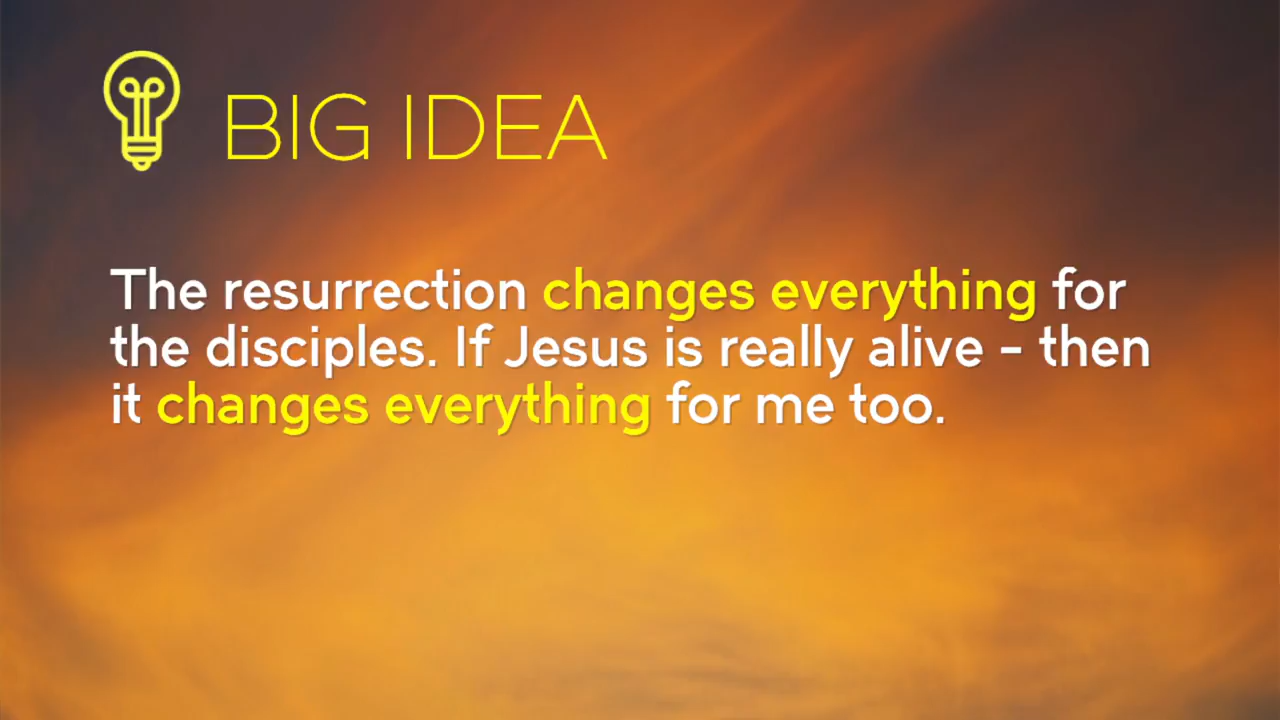 BIG IDEA
The resurrection changes everything for
the disciples. If Jesus is really alive - then
it changes everything for me too.